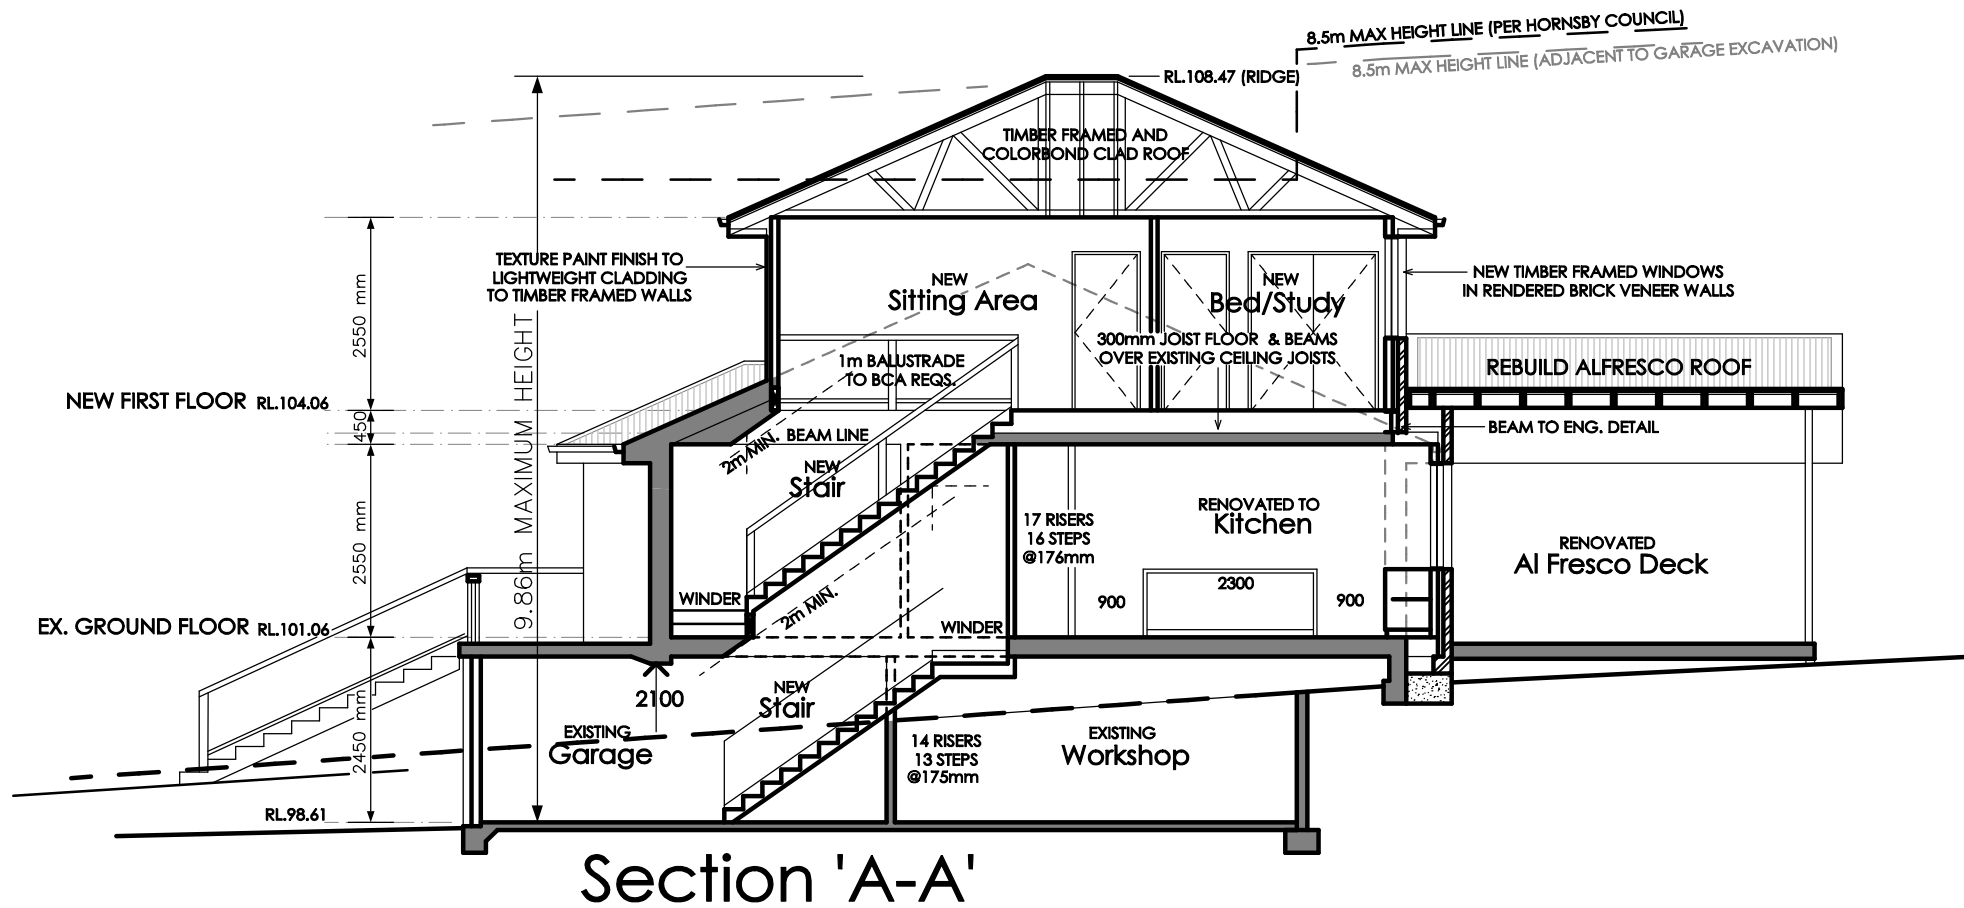 8.5m MAX HEIGHT LINE (PER HORNSBY COUNCIL)
8.5m MAX HEIGHT LINE (ADJACENT TO GARAGE EXCAVATION)
RL.108.47 (RIDGE)
TIMBER FRAMED AND
COLORBOND CLAD ROOF
TEXTURE PAINT FINISH TO
LIGHTWEIGHT CLADDING
TO TIMBER FRAMED WALLS
NEW
Sitting Area
NEW
Bed/Study
NEW TIMBER FRAMED WINDOWS
IN RENDERED BRICK VENEER WALLS
2550 mm
9.86m MAXIMUM HEIGHT
300mm JOIST FLOOR & BEAMS
OVER EXISTING CEILING JOISTS
1m BALUSTRADE
TO BCA REQS.
REBUILD ALFRESCO ROOF
NEW FIRST FLOOR RL.104.06
450
BEAM LINE
2m MIN.
BEAM TO ENG. DETAIL
NEW
Stair
RENOVATED TO
Kitchen
17 RISERS
16 STEPS
@176mm
2550 mm
RENOVATED
Al Fresco Deck
WINDER
2m MIN.
900
2300
900
EX. GROUND FLOOR RL.101.06
WINDER
2100
NEW
Stair
2450 mm
EXISTING
Garage
14 RISERS
13 STEPS
@175mm
EXISTING
Workshop
RL.98.61
Section 'A-A'